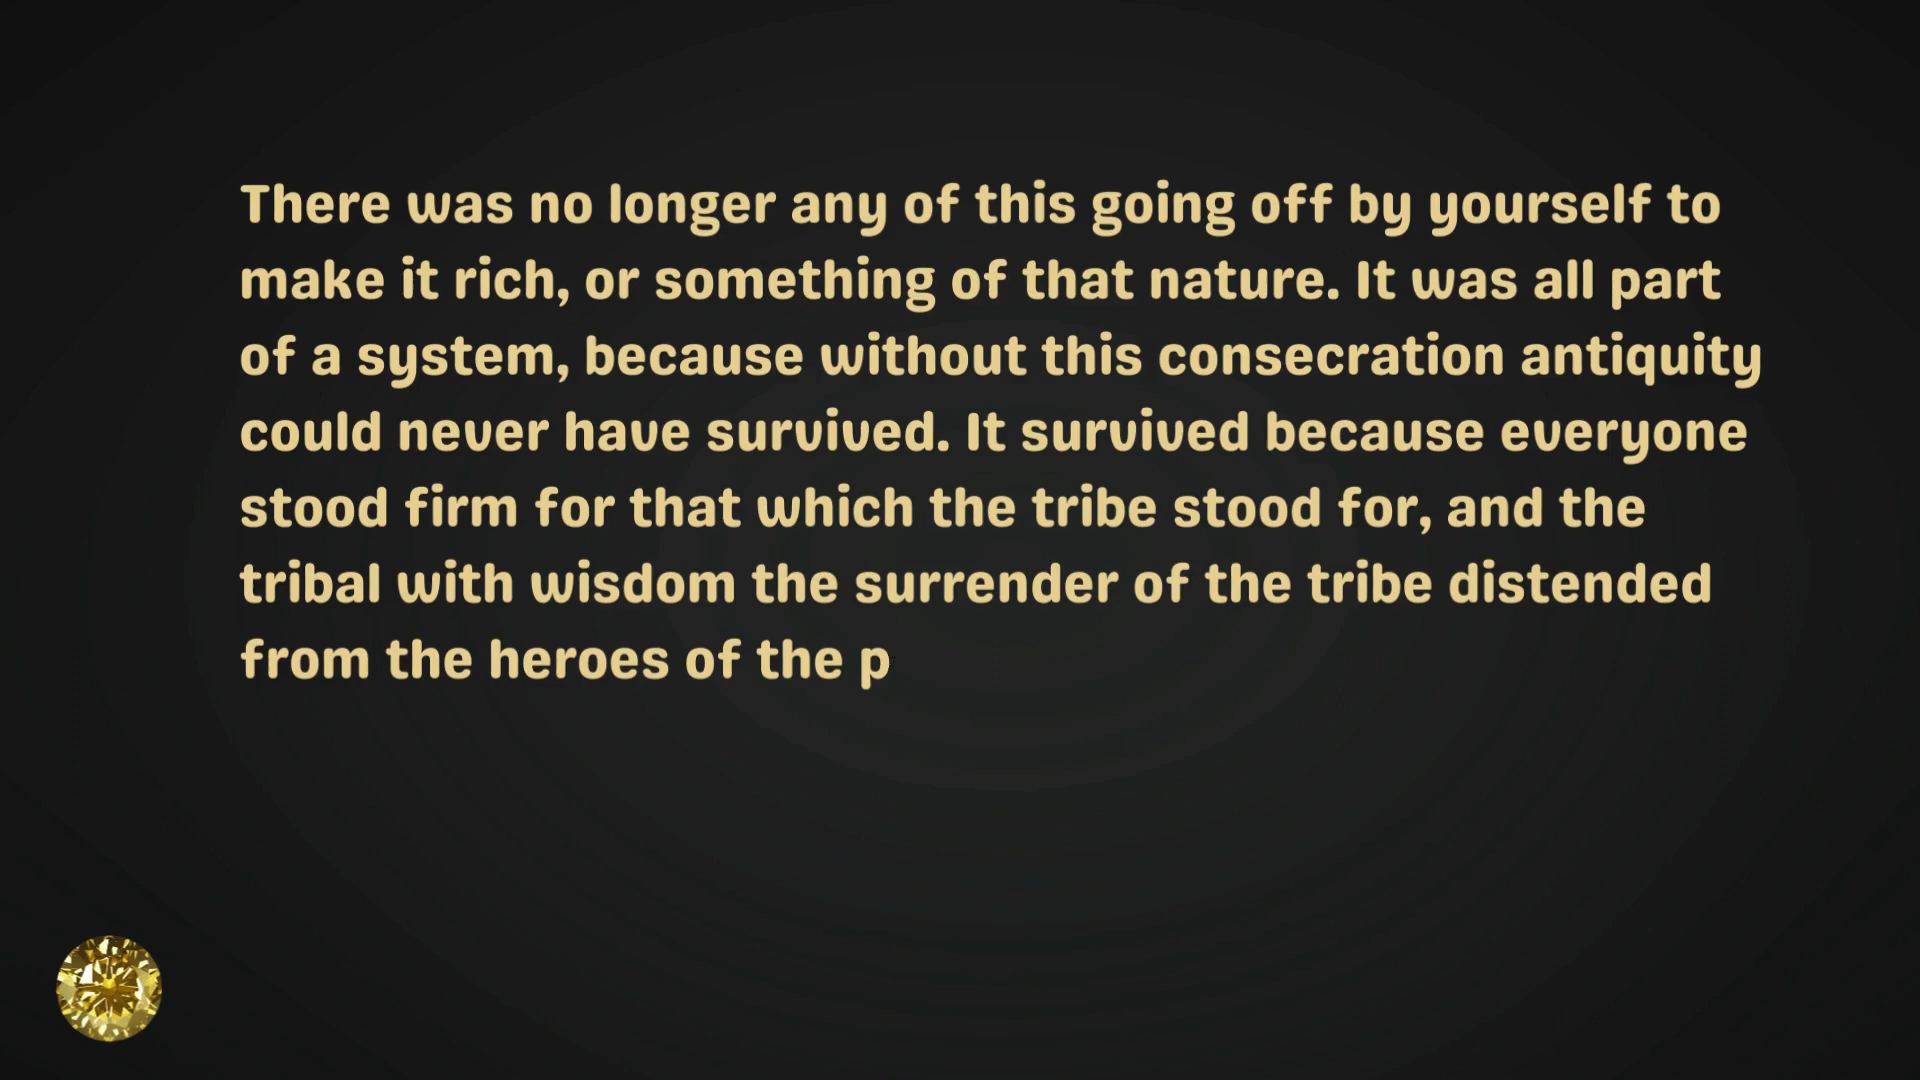 There was no longer any of this going off by yourself to
make it rich, or something of that nature. It was all part
of a system, because without this consecration antiquity
could never have survived. It survived because everyone
stood firm for that which the tribe stood for, and the
tribal with wisdom the surrender of the tribe distended
from the heroes of the p